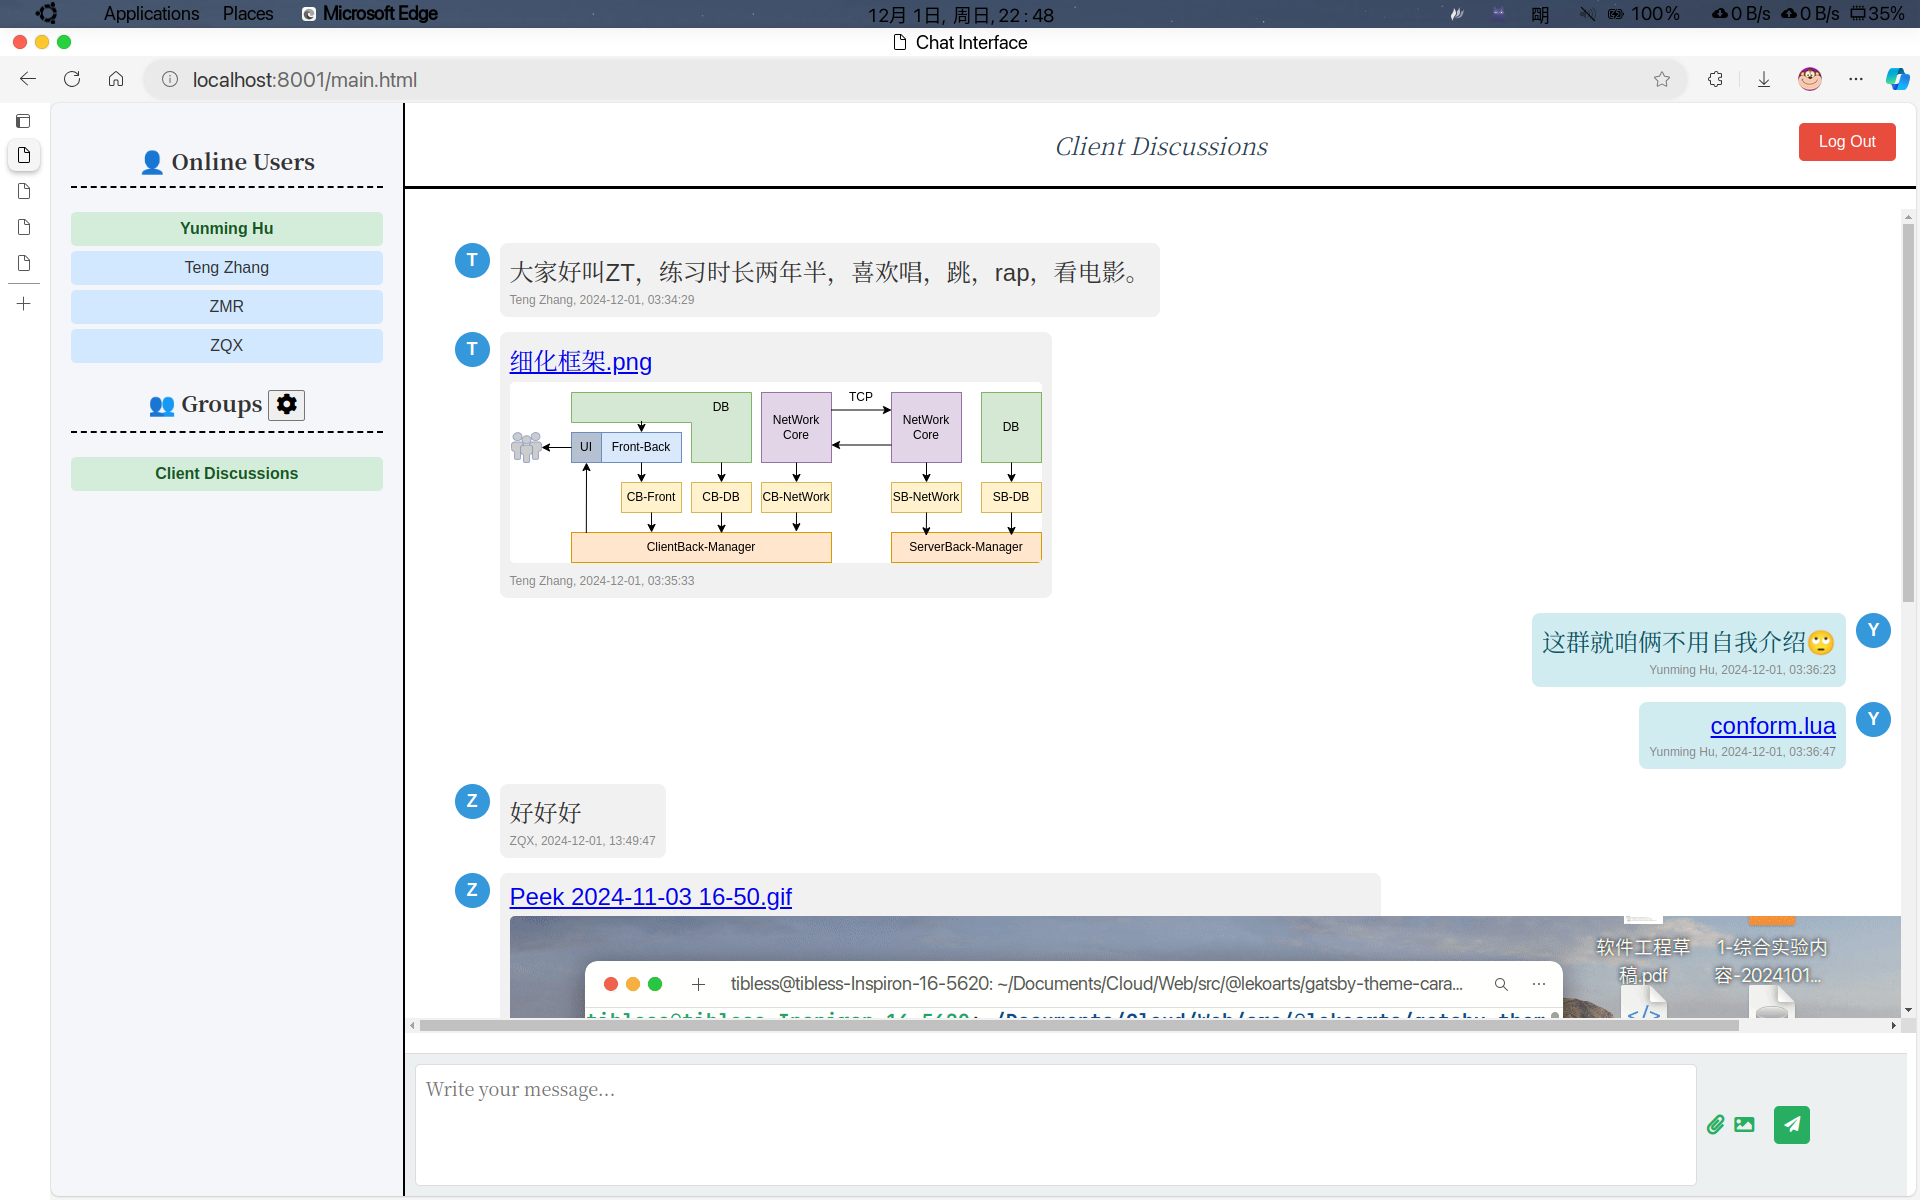 Applications Places Microsoft Edge 12月 1日, 周日, 22 : 48 100% 0 B/s 0 B/s 35%
Chat Interface
localhost:8001/main.html
Client Discussions
Log Out
Online Users
Yunming Hu
Teng Zhang
ZMR
ZQX
Groups
Client Discussions
T
大家好叫ZT，练习时长两年半，喜欢唱，跳，rap，看电影。
Teng Zhang, 2024-12-01, 03:34:29
T
细化框架.png
DB
NetWork Core
TCP
NetWork Core
DB
UI
Front-Back
CB-Front
CB-DB
CB-NetWork
SB-NetWork
SB-DB
ClientBack-Manager
ServerBack-Manager
Teng Zhang, 2024-12-01, 03:35:33
这群就咱俩不用自我介绍🙄
Y
Yunming Hu, 2024-12-01, 03:36:23
conform.lua
Y
Yunming Hu, 2024-12-01, 03:36:47
Z
好好好
ZQX, 2024-12-01, 13:49:47
Z
Peek 2024-11-03 16-50.gif
软件工程草
稿.pdf
1-综合实验内
容-2024101...
tibless@tibless-Inspiron-16-5620: ~/Documents/Cloud/Web/src/@lekoarts/gatsby-theme-cara...
Write your message...